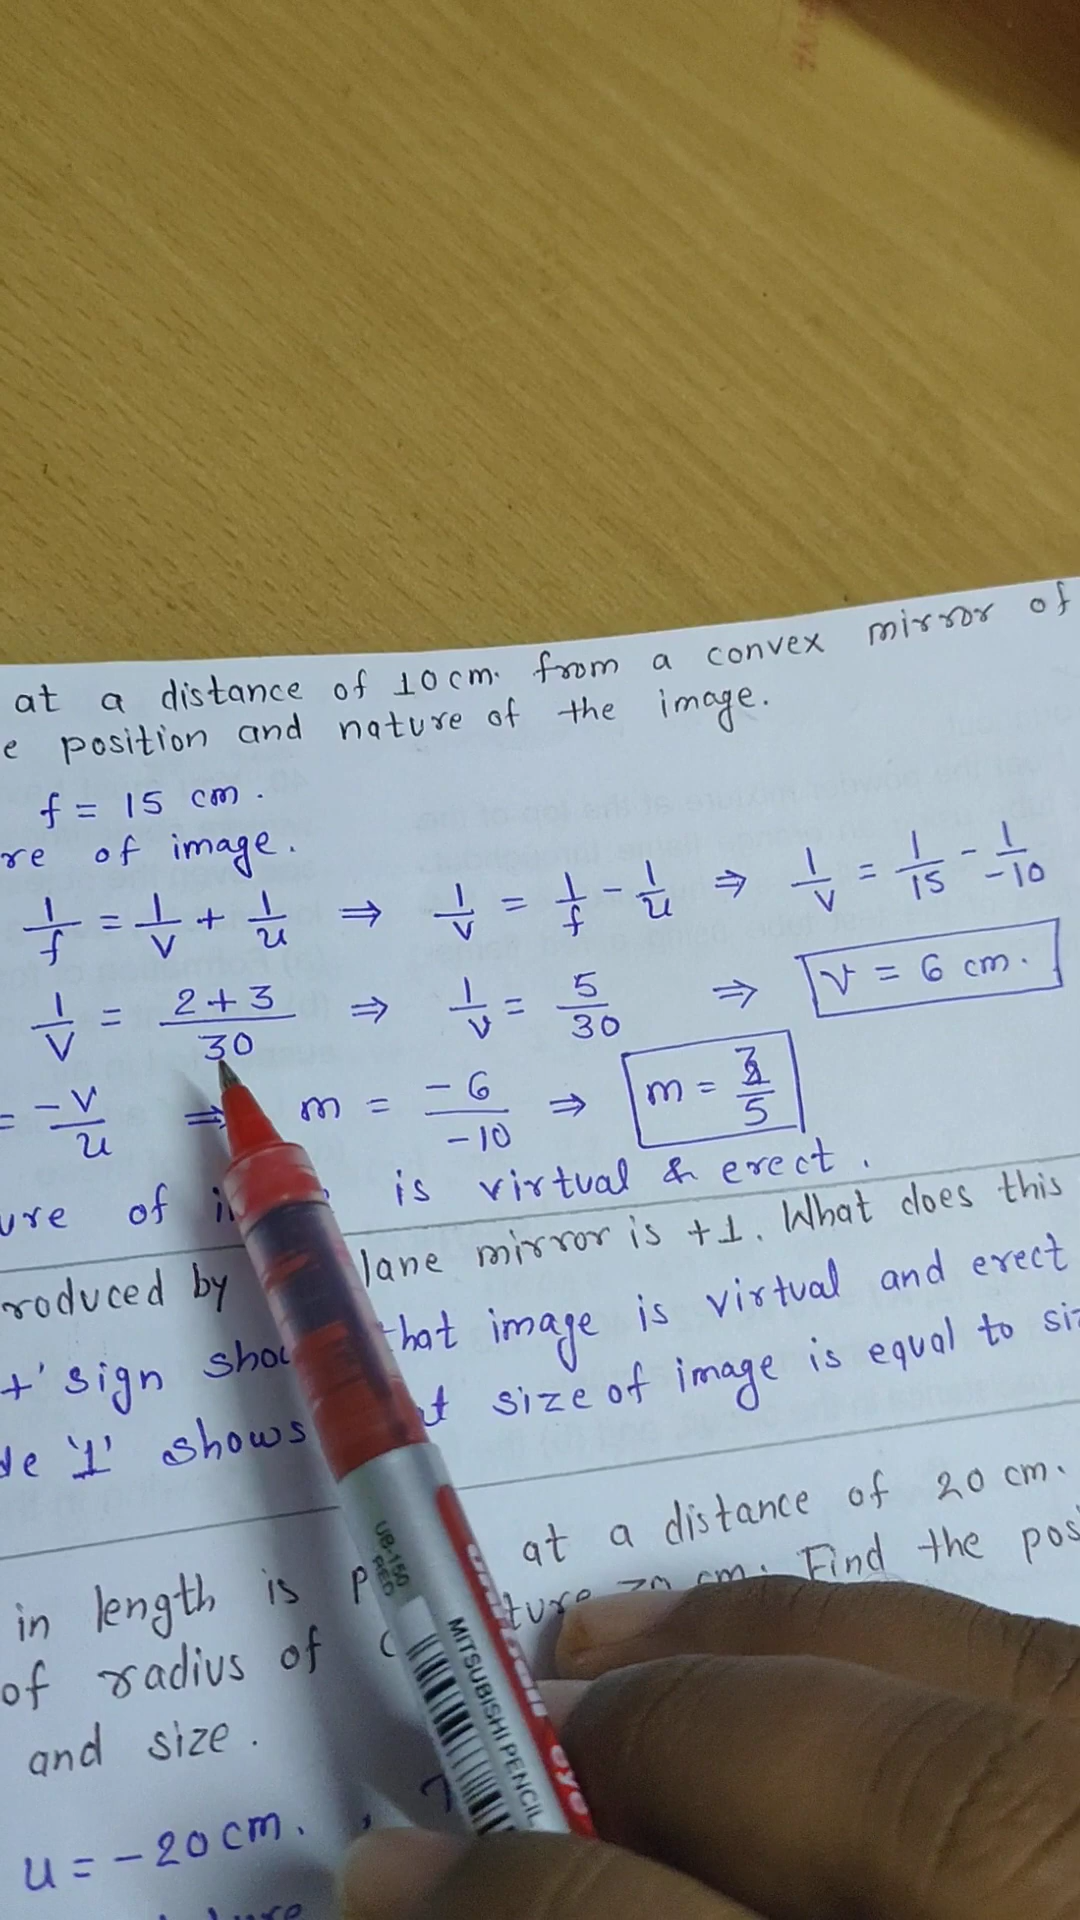 at a distance of 10 cm. from a convex mirror of
e position and nature of the image.
f = 15 cm.
re of image.
1/f = 1/v + 1/u ⇒ 1/v = 1/f - 1/u ⇒ 1/v = 1/15 - 1/-10
1/v = 2+3/30 ⇒ 1/v = 5/30 ⇒ v = 6 cm.
= -v/u ⇒ m = -6/-10 ⇒ m = 3/5
ure of is virtual & erect.
roduced by lane mirror is +1. What does this
+' sign sho that image is virtual and erect
de '1' shows size of image is equal to si
in length is p at a distance of 20 cm.
of radius of c ture cm. Find the pos
and size.
u = -20 cm. ,
UB-150
RED
MITSUBISHI PENCIL
eye